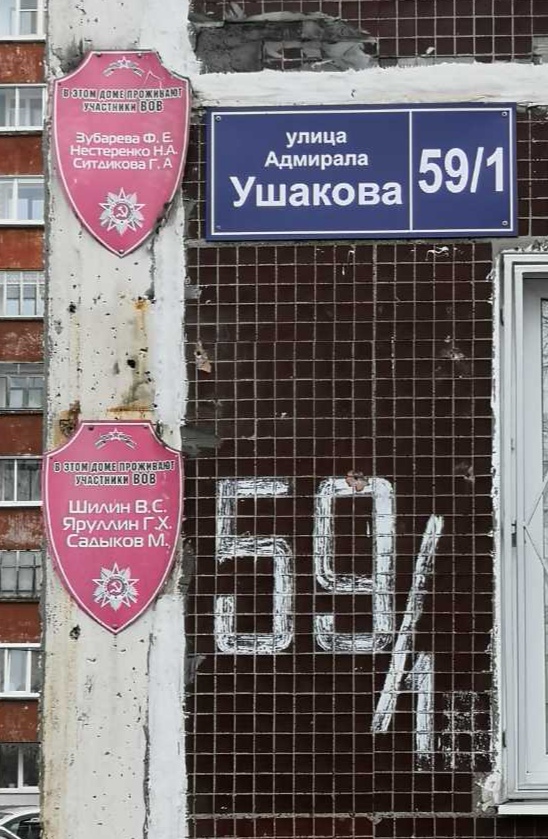 В ЭТОМ ДОМЕ ПРОЖИВАЮТ
УЧАСТНИКИ ВОВ
Зубарева Ф. Е.
Нестеренко Н.А.
Ситдикова Г. А
улица
Адмирала
Ушакова
59/1
В ЭТОМ ДОМЕ ПРОЖИВАЮТ
УЧАСТНИКИ ВОВ
Шилин В.С.
Яруллин Г.Х.
Садыков М.
59/1